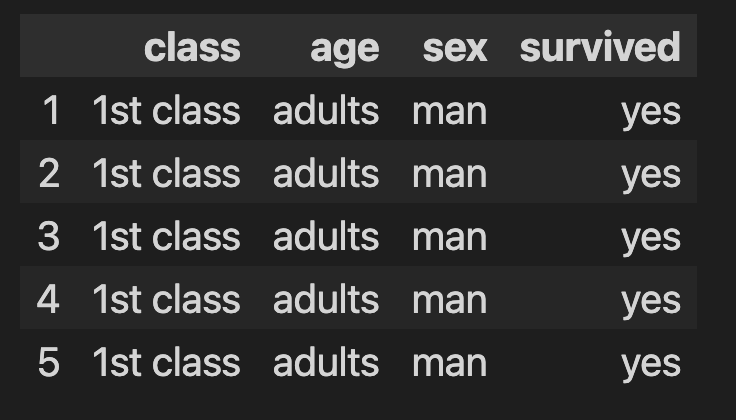 class age sex survived
1 1st class adults man yes
2 1st class adults man yes
3 1st class adults man yes
4 1st class adults man yes
5 1st class adults man yes